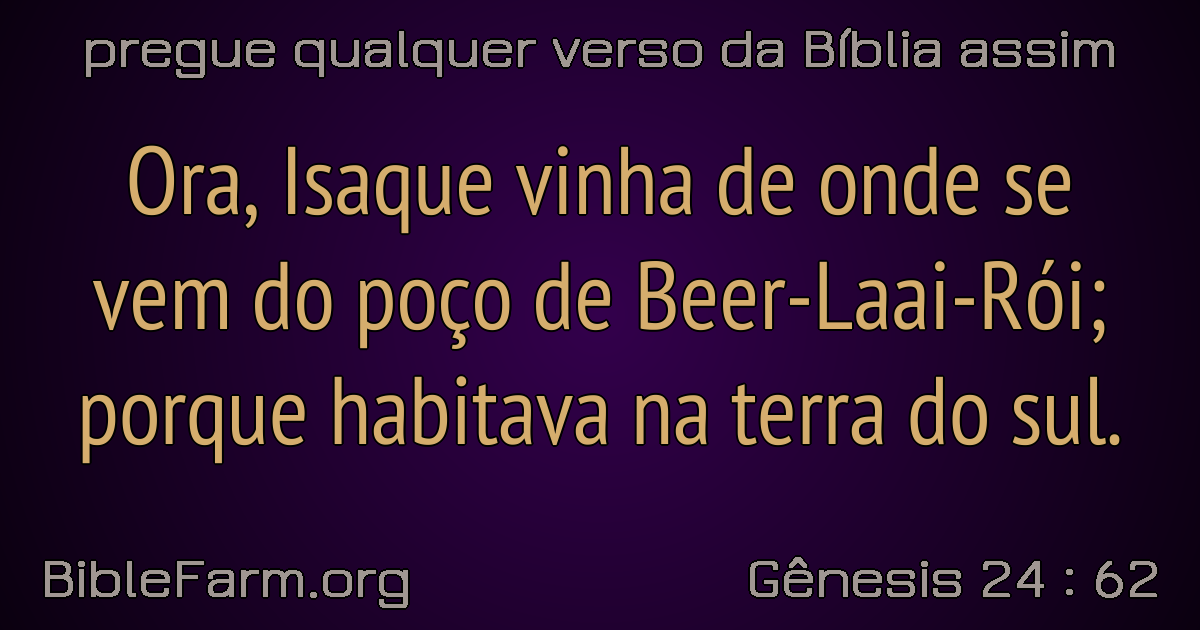 pregue qualquer verso da Bíblia assim
Ora, Isaque vinha de onde se
vem do poço de Beer-Laai-Rói;
porque habitava na terra do sul.
BibleFarm.org
Gênesis 24 : 62